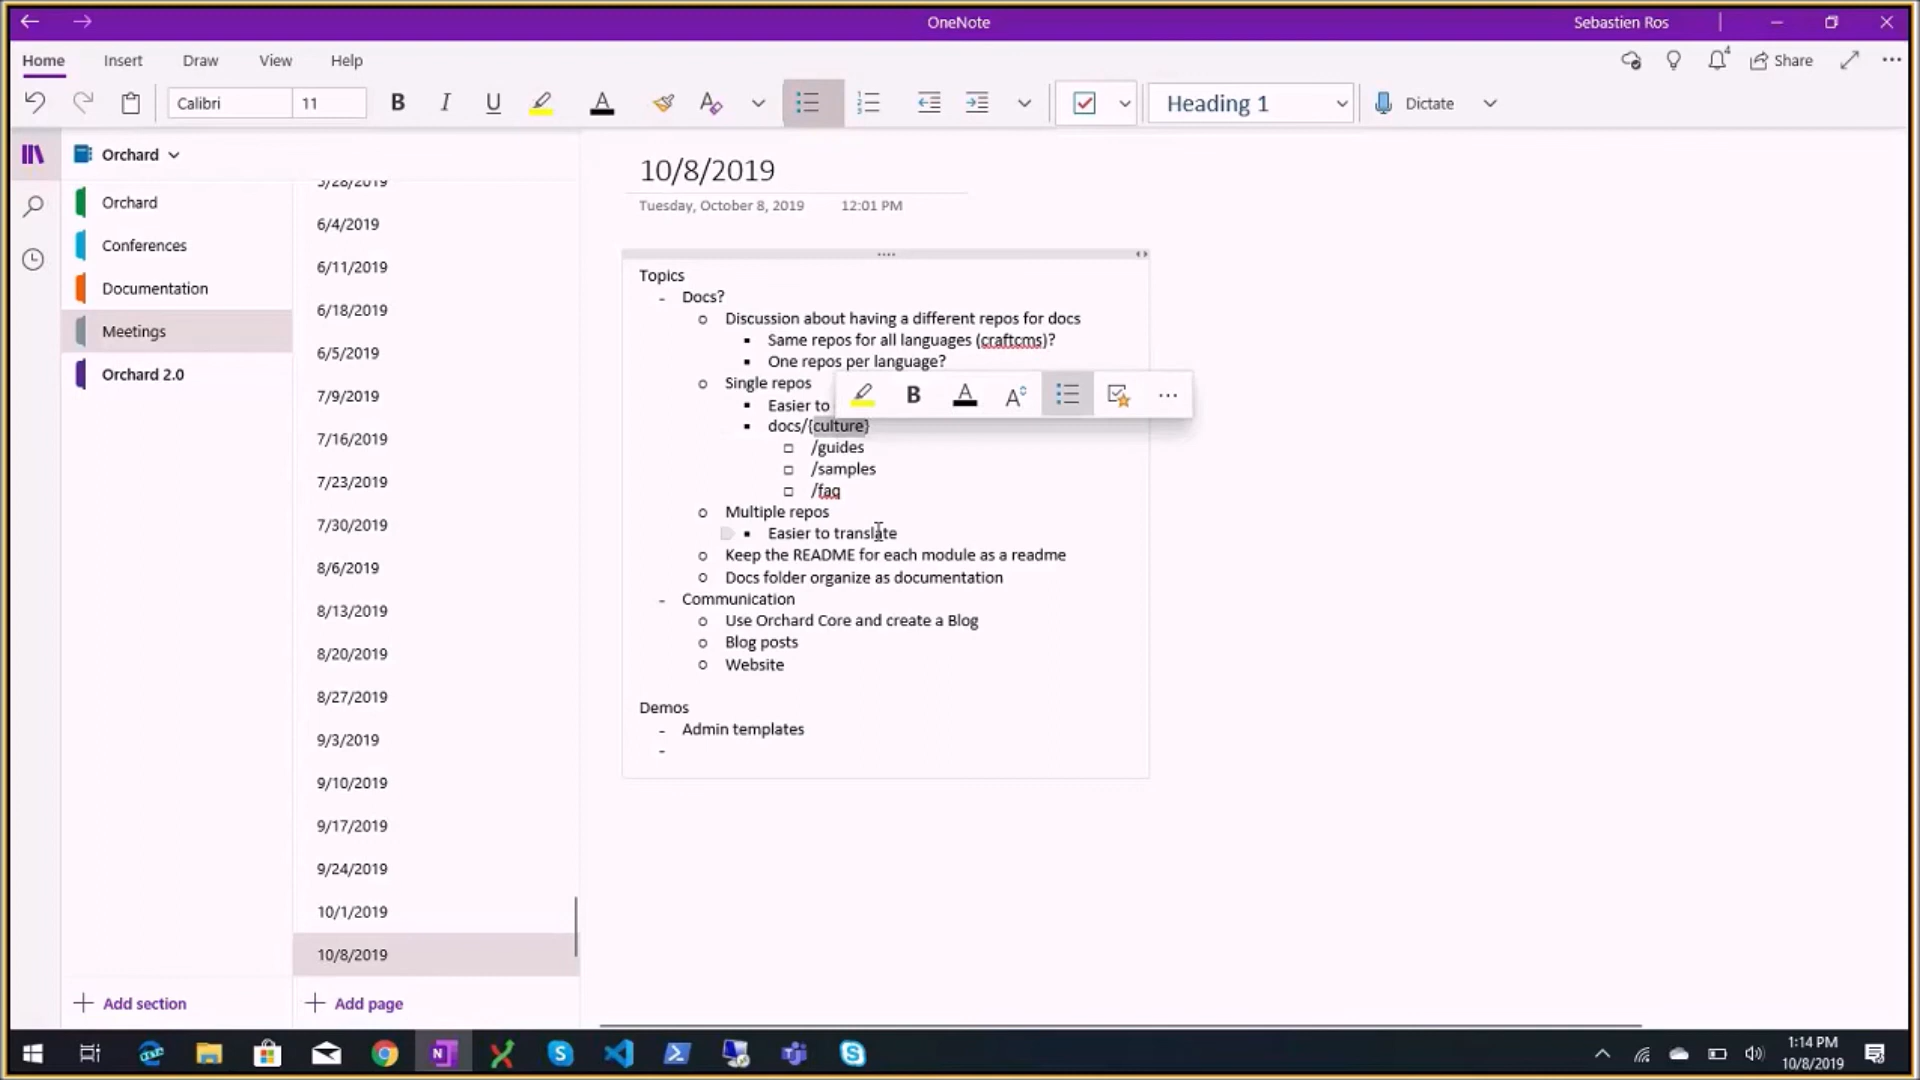 OneNote
Sebastien Ros
Home Insert Draw View Help
4
Share
Calibri 11 B I U A Heading 1 Dictate
Orchard
Orchard
Conferences
Documentation
Meetings
Orchard 2.0
Add section
5/28/2019
6/4/2019
6/11/2019
6/18/2019
6/5/2019
7/9/2019
7/16/2019
7/23/2019
7/30/2019
8/6/2019
8/13/2019
8/20/2019
8/27/2019
9/3/2019
9/10/2019
9/17/2019
9/24/2019
10/1/2019
10/8/2019
Add page
10/8/2019
Tuesday, October 8, 2019 12:01 PM
Topics
- Docs?
o Discussion about having a different repos for docs
▪ Same repos for all languages (craftcms)?
▪ One repos per language?
o Single repos
B A A
▪ Easier to
▪ docs/{culture}
□ /guides
□ /samples
□ /faq
o Multiple repos
▪ Easier to translate
o Keep the README for each module as a readme
o Docs folder organize as documentation
- Communication
o Use Orchard Core and create a Blog
o Blog posts
o Website
Demos
- Admin templates
-
1:14 PM
10/8/2019